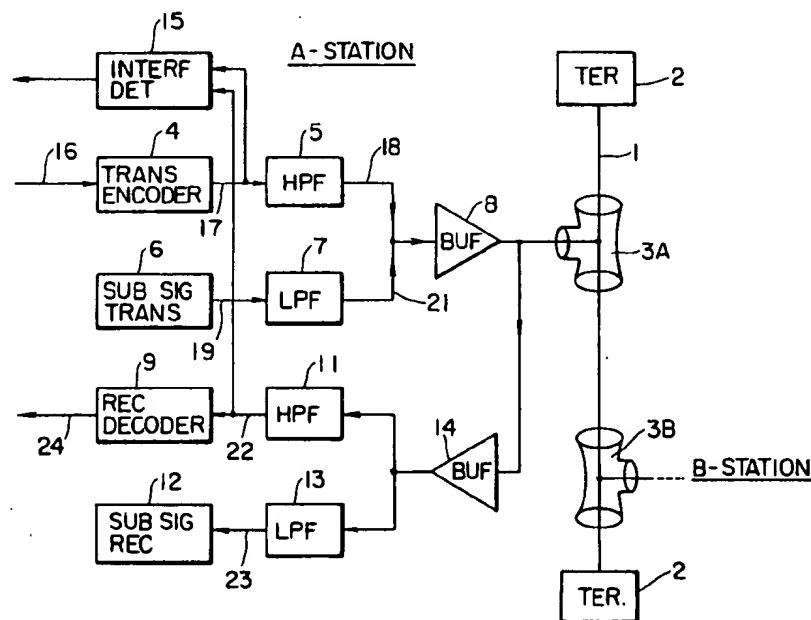 A-STATION
15
INTERF
DET
TER
2
16
4
TRANS
ENCODER
17
5
HPF
18
1
8
BUF
3A
6
SUB SIG
TRANS
19
7
LPF
21
9
REC
DECODER
24
22
11
HPF
14
BUF
3B
B-STATION
12
SUB SIG
REC
23
13
LPF
TER.
2